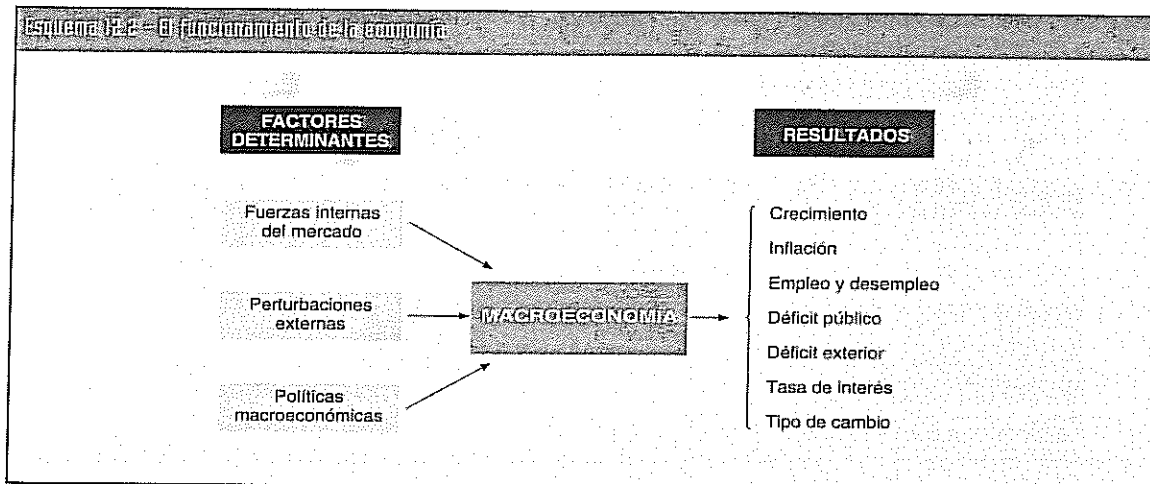 Esquema 12.2 - El funcionamiento de la economía
FACTORES
DETERMINANTES
RESULTADOS
Fuerzas internas
del mercado
Perturbaciones
externas
Políticas
macroeconómicas
MACROECONOMÍA
Crecimiento
Inflación
Empleo y desempleo
Déficit público
Déficit exterior
Tasa de interés
Tipo de cambio